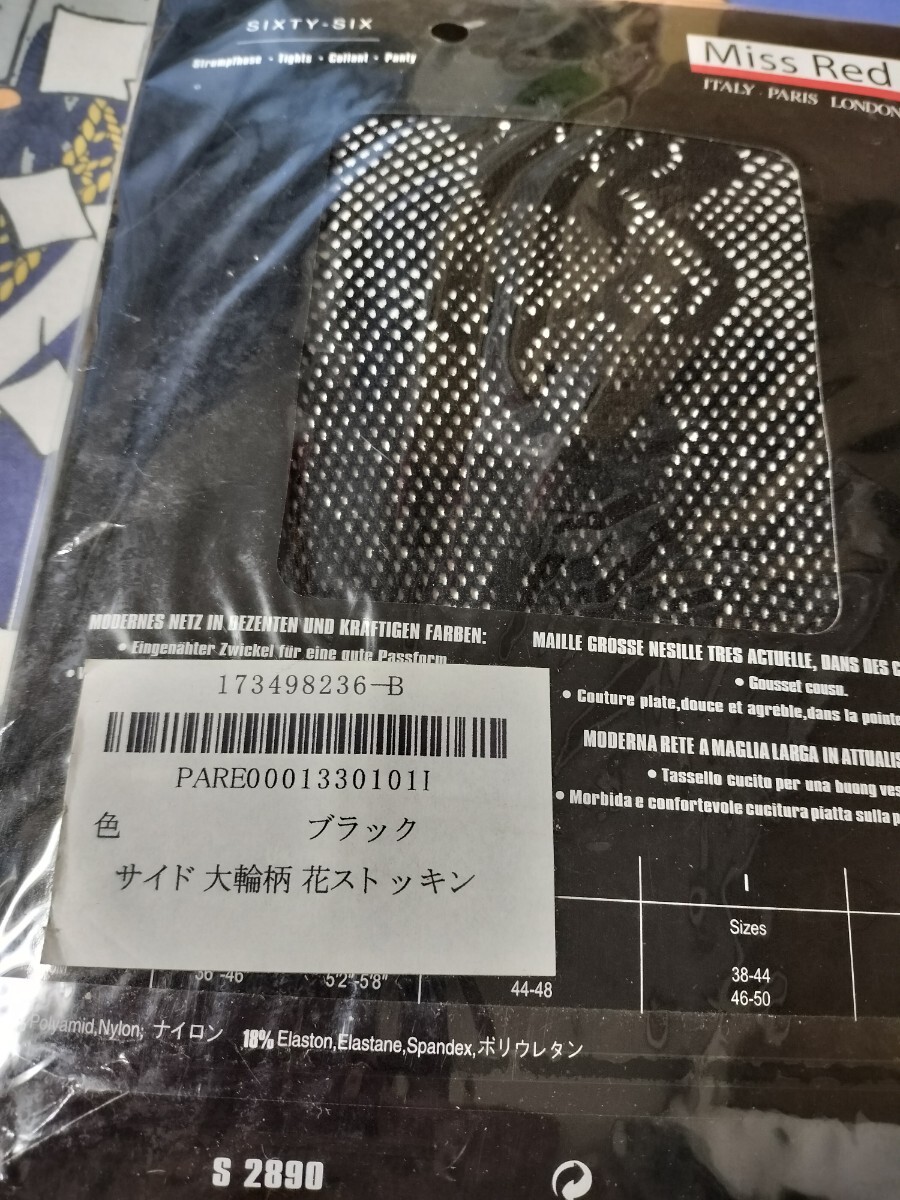 SIXTY-SIX
Strumpfhose - Tights - Collant - Panty
Miss Red
ITALY . PARIS LONDON
MODERNES NETZ IN DEZENTEN UND KRÄFTIGEN FARBEN:
• Eingenähter Zwickel für eine gute Passform
MAILLE GROSSE NESILLE TRES ACTUELLE, DANS DES
• Gousset cousu.
• Couture plate,douce et agréble,dans la pointe
MODERNA RETE A MAGLIA LARGA IN
• Tassello cucito per una buona
• Morbida e confortevole cucitura piatta sulla
173498236-B
PARE0001330101I
色 ブラック
サイド 大輪柄 花ストッキン
I
Sizes
36 -46 5'2"-5'8" 44-48 38-44
46-50
Polyamid,Nylon; ナイロン 18% Elaston,Elastane,Spandex,ポリウレタン
S 2890